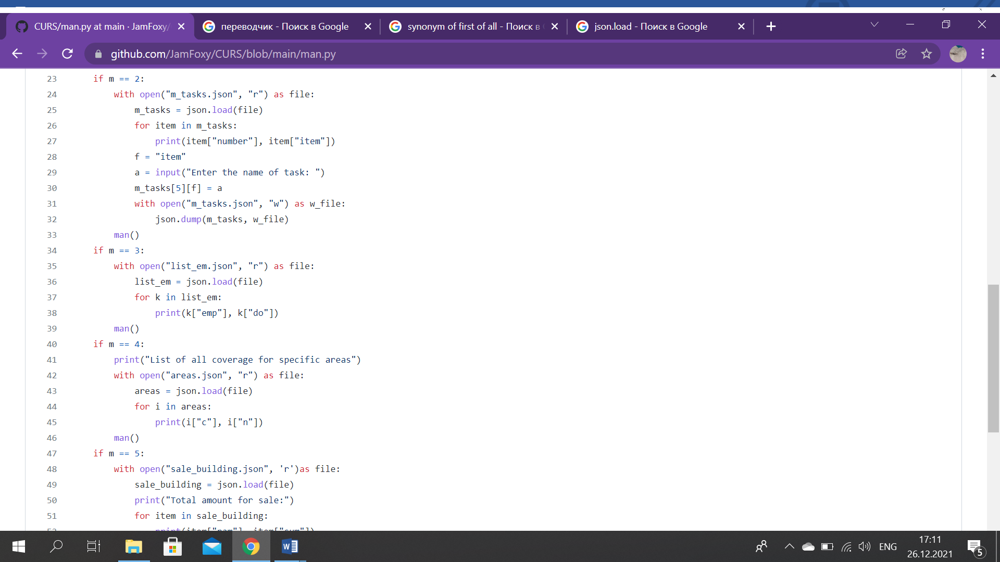 CURS/man.py at main · JamFoxy/
переводчик - Поиск в Google
synonym of first of all - Поиск в
json.load - Поиск в Google
github.com/JamFoxy/CURS/blob/main/man.py
23 if m == 2:
24 with open("m_tasks.json", "r") as file:
25 m_tasks = json.load(file)
26 for item in m_tasks:
27 print(item["number"], item["item"])
28 f = "item"
29 a = input("Enter the name of task: ")
30 m_tasks[5][f] = a
31 with open("m_tasks.json", "w") as w_file:
32 json.dump(m_tasks, w_file)
33 man()
34 if m == 3:
35 with open("list_em.json", "r") as file:
36 list_em = json.load(file)
37 for k in list_em:
38 print(k["emp"], k["do"])
39 man()
40 if m == 4:
41 print("List of all coverage for specific areas")
42 with open("areas.json", "r") as file:
43 areas = json.load(file)
44 for i in areas:
45 print(i["c"], i["n"])
46 man()
47 if m == 5:
48 with open("sale_building.json", 'r')as file:
49 sale_building = json.load(file)
50 print("Total amount for sale:")
51 for item in sale_building:
52 print(item["nam"], item["sum"])
W
ENG
17:11
26.12.2021
5